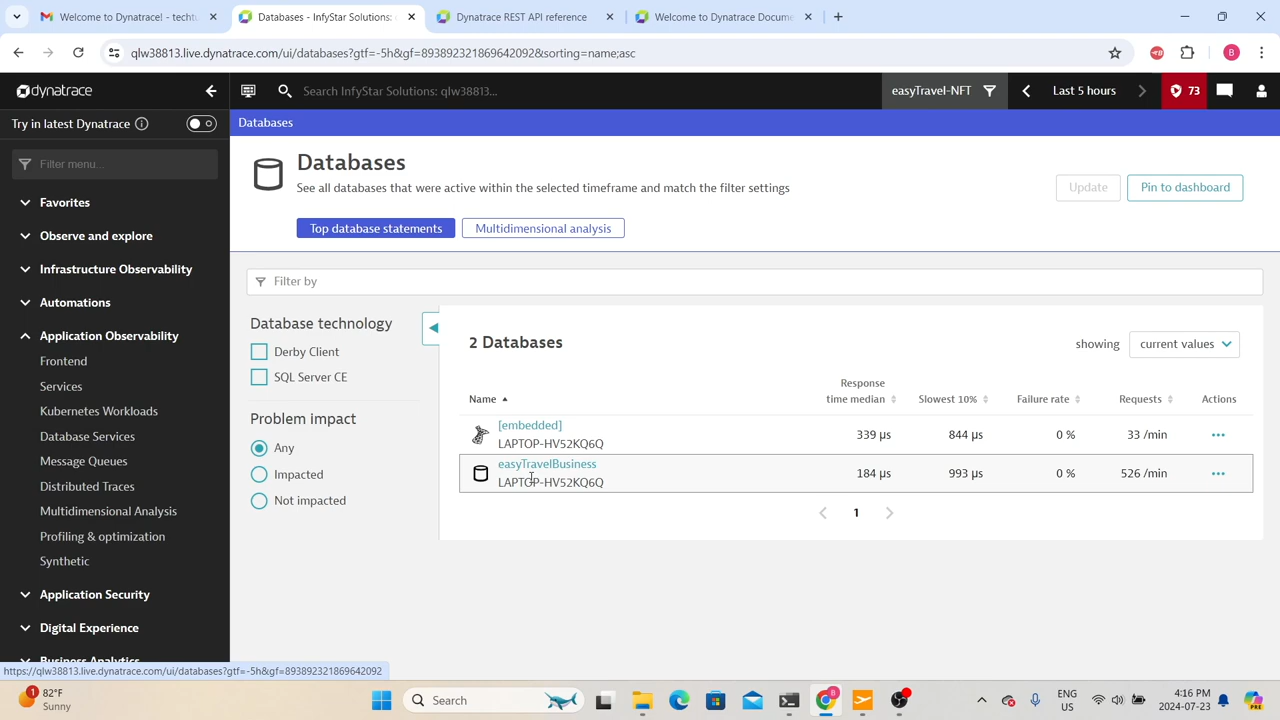 Welcome to Dynatrace! - techtu
Databases - InfyStar Solutions:
Dynatrace REST API reference
Welcome to Dynatrace Docume
qlw38813.live.dynatrace.com/ui/databases?gtf=-5h&gf=893892321869642092&sorting=name;asc
B
dynatrace
Search InfyStar Solutions: qlw38813...
easyTravel-NFT
Last 5 hours
73
Try in latest Dynatrace
Databases
Filter menu...
Favorites
Observe and explore
Infrastructure Observability
Automations
Application Observability
Frontend
Services
Kubernetes Workloads
Database Services
Message Queues
Distributed Traces
Multidimensional Analysis
Profiling & optimization
Synthetic
Application Security
Digital Experience
Business Analytics
Databases
See all databases that were active within the selected timeframe and match the filter settings
Update
Pin to dashboard
Top database statements
Multidimensional analysis
Filter by
Database technology
Derby Client
SQL Server CE
Problem impact
Any
Impacted
Not impacted
2 Databases
showing
current values
Name
Response time median
Slowest 10%
Failure rate
Requests
Actions
[embedded]
LAPTOP-HV52KQ6Q
339 µs
844 µs
0 %
33 /min
easyTravelBusiness
LAPTOP-HV52KQ6Q
184 µs
993 µs
0 %
526 /min
1
https://qlw38813.live.dynatrace.com/ui/databases?gtf=-5h&gf=893892321869642092
1
82°F
Sunny
Search
B
ENG
US
4:16 PM
2024-07-23
PRE